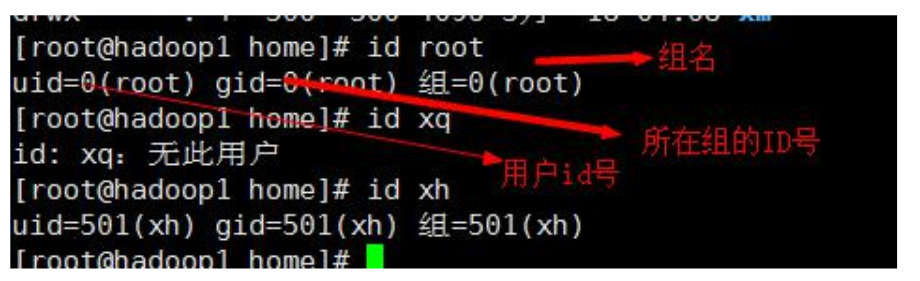 [root@hadoop1 home]# id root
组名
uid=0(root) gid=0(root) 组=0(root)
[root@hadoop1 home]# id xq
所在组的ID号
id: xq: 无此用户
用户id号
[root@hadoop1 home]# id xh
uid=501(xh) gid=501(xh) 组=501(xh)
[root@hadoop1 home]#